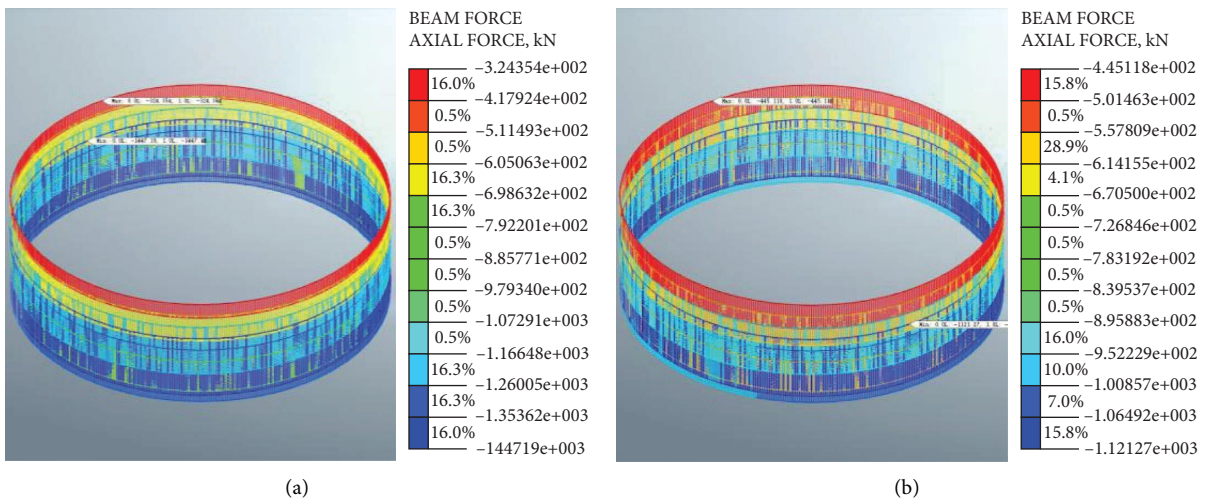 BEAM FORCE
AXIAL FORCE, kN
−3.24354e+002
16.0%
−4.17924e+002
0.5%
−5.11493e+002
0.5%
−6.05063e+002
16.3%
−6.98632e+002
16.3%
−7.92201e+002
0.5%
−8.85771e+002
0.5%
−9.79340e+002
0.5%
−1.07291e+003
0.5%
−1.16648e+003
16.3%
−1.26005e+003
16.3%
−1.35362e+003
16.0%
−144719e+003
(a)
BEAM FORCE
AXIAL FORCE, kN
−4.45118e+002
15.8%
−5.01463e+002
0.5%
−5.57809e+002
28.9%
−6.14155e+002
4.1%
−6.70500e+002
0.5%
−7.26846e+002
0.5%
−7.83192e+002
0.5%
−8.39537e+002
0.5%
−8.95883e+002
16.0%
−9.52229e+002
10.0%
−1.00857e+003
7.0%
−1.06492e+003
15.8%
−1.12127e+003
(b)